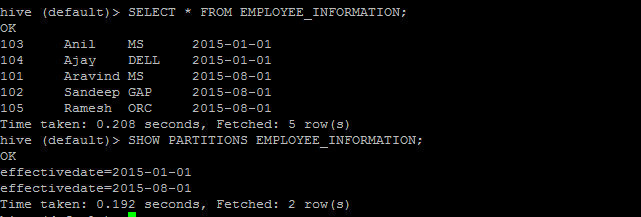 hive (default)> SELECT * FROM EMPLOYEE_INFORMATION;
OK
103 Anil MS 2015-01-01
104 Ajay DELL 2015-01-01
101 Aravind MS 2015-08-01
102 Sandeep GAP 2015-08-01
105 Ramesh ORC 2015-08-01
Time taken: 0.208 seconds, Fetched: 5 row(s)
hive (default)> SHOW PARTITIONS EMPLOYEE_INFORMATION;
OK
effectivedate=2015-01-01
effectivedate=2015-08-01
Time taken: 0.192 seconds, Fetched: 2 row(s)